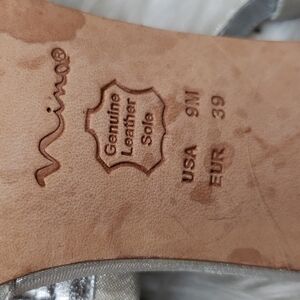 Nina®
Genuine
Leather
Sole
USA 9M
EUR 39